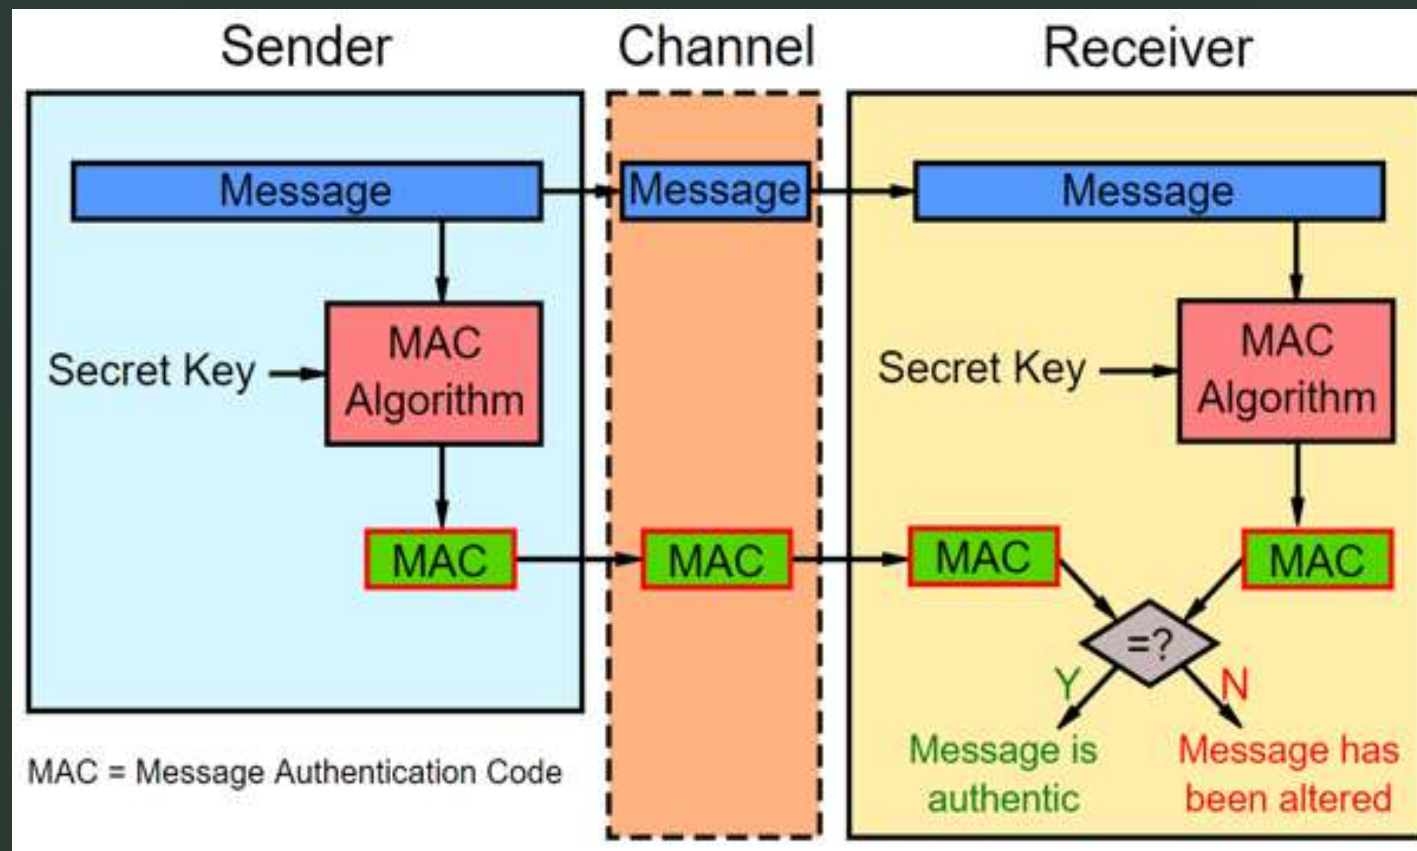 Sender
Channel
Receiver
Message
Message
Message
Secret Key
MAC
Algorithm
Secret Key
MAC
Algorithm
MAC
MAC
MAC
MAC
=?
Y
N
Message is
authentic
Message has
been altered
MAC = Message Authentication Code